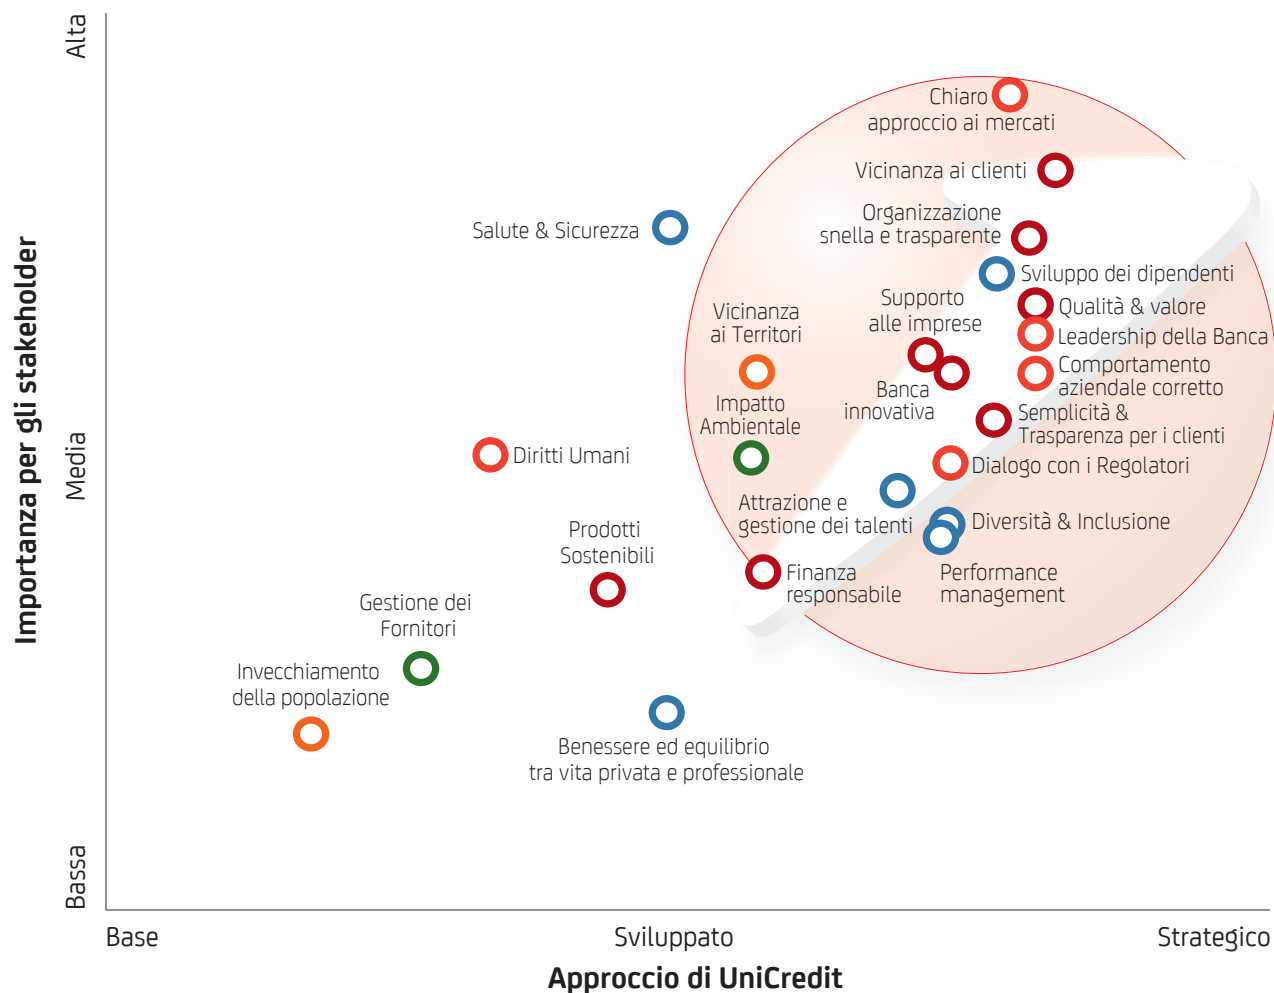 Alta
Chiaro
approccio ai mercati
Vicinanza ai clienti
Organizzazione
snella e trasparente
Salute & Sicurezza
Sviluppo dei dipendenti
Supporto
alle imprese
Qualità & valore
Vicinanza
ai Territori
Leadership della Banca
Comportamento
aziendale corretto
Banca
innovativa
Impatto
Ambientale
Semplicità &
Trasparenza per i clienti
Importanza per gli stakeholder
Media
Diritti Umani
Dialogo con i Regolatori
Attrazione e
gestione dei talenti
Diversità & Inclusione
Prodotti
Sostenibili
Finanza
responsabile
Performance
management
Gestione dei
Fornitori
Invecchiamento
della popolazione
Benessere ed equilibrio
tra vita privata e professionale
Bassa
Base
Sviluppato
Strategico
Approccio di UniCredit